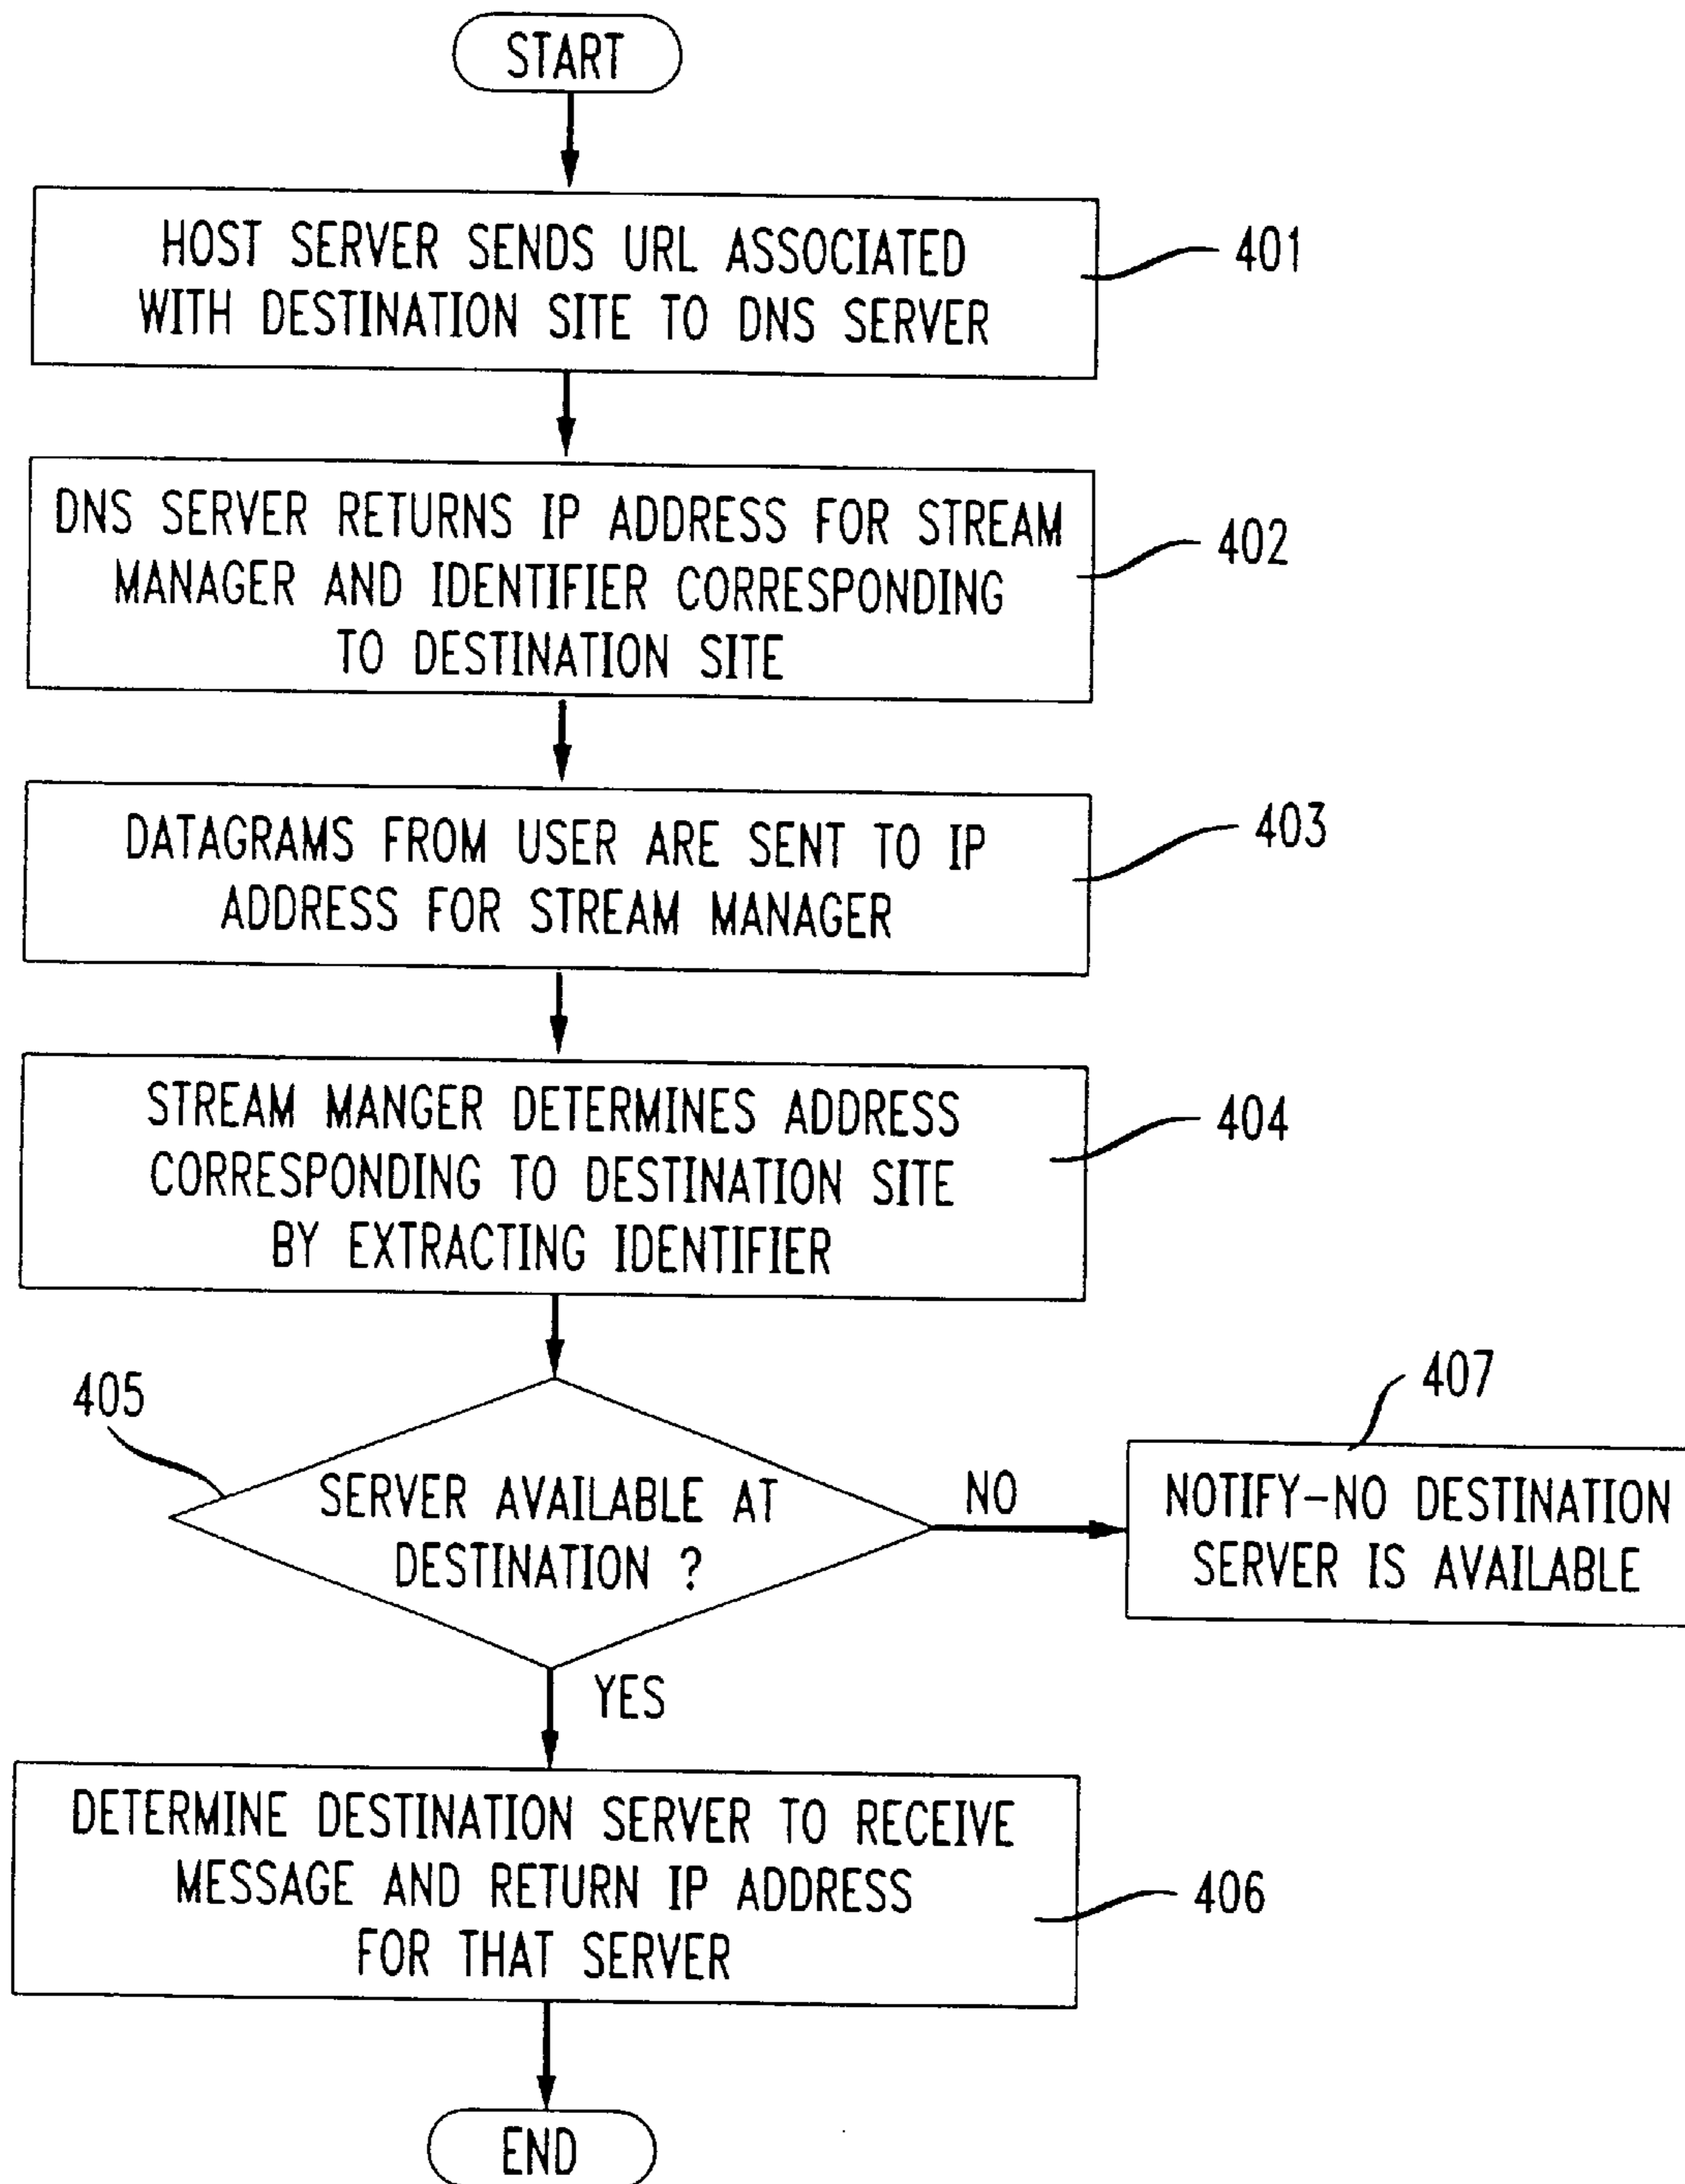 START
HOST SERVER SENDS URL ASSOCIATED
WITH DESTINATION SITE TO DNS SERVER
401
DNS SERVER RETURNS IP ADDRESS FOR STREAM
MANAGER AND IDENTIFIER CORRESPONDING
TO DESTINATION SITE
402
DATAGRAMS FROM USER ARE SENT TO IP
ADDRESS FOR STREAM MANAGER
403
STREAM MANGER DETERMINES ADDRESS
CORRESPONDING TO DESTINATION SITE
BY EXTRACTING IDENTIFIER
404
405
SERVER AVAILABLE AT
DESTINATION ?
NO
407
NOTIFY-NO DESTINATION
SERVER IS AVAILABLE
YES
DETERMINE DESTINATION SERVER TO RECEIVE
MESSAGE AND RETURN IP ADDRESS
FOR THAT SERVER
406
END